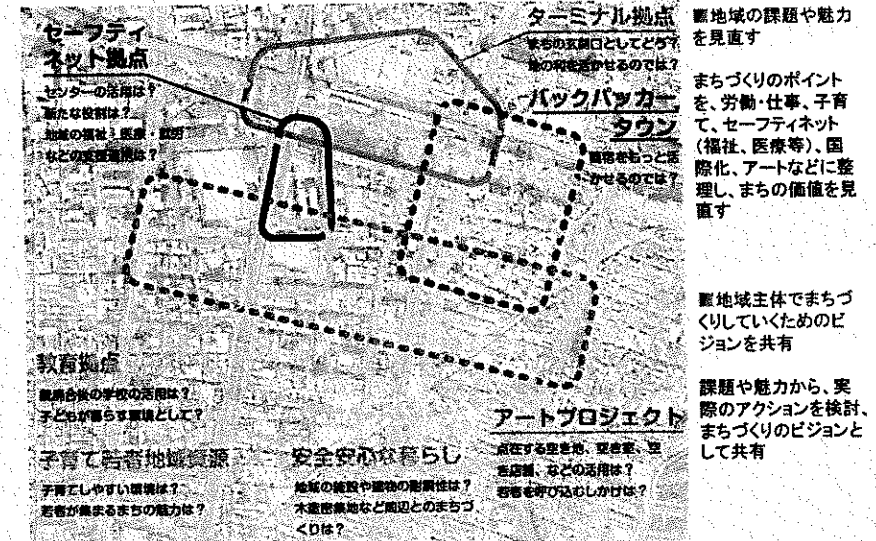 セーフティ
ネット拠点
センターの活用は？
新たな役割は？
地域の福祉・医療・就労
などの支援連携は？
ターミナル拠点
まちの玄関口としてどう？
地の利を活かせるのでは？
バックパッカー
タウン
宿をもっと活
かせるのでは？
教育拠点
統廃合後の学校の活用は？
子どもが暮らす環境として？
子育て若者地域資源
子育てしやすい環境は？
若者が集まるまちの魅力は？
安全安心な暮らし
地域の施設や建物の耐震性は？
木造密集地など周辺とのまちづ
くりは？
アートプロジェクト
点在する空き地、空き家、空
き店舗、などの活用は？
若者を呼び込むしかけは？
■地域の課題や魅力
を見直す
まちづくりのポイント
を、労働・仕事、子育
て、セーフティネット
（福祉、医療等）、国
際化、アートなどに整
理し、まちの価値を見
直す
■地域主体でまちづ
くりしていくためのビ
ジョンを共有
課題や魅力から、実
際のアクションを検討、
まちづくりのビジョンと
して共有